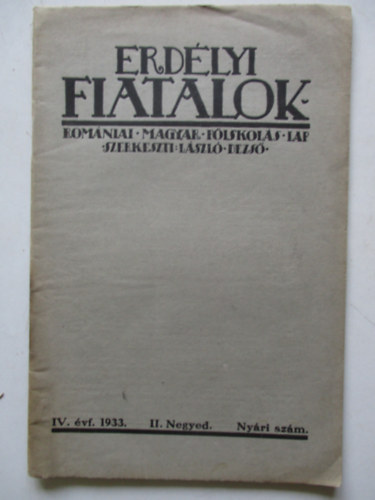 ERDÉLYI
FIATALOK
ROMÁNIAI · MAGYAR · FŐISKOLÁS · LAP
· SZERKESZTI : LÁSZLÓ · DEZSŐ ·
IV. évf. 1933. II. Negyed. Nyári szám.